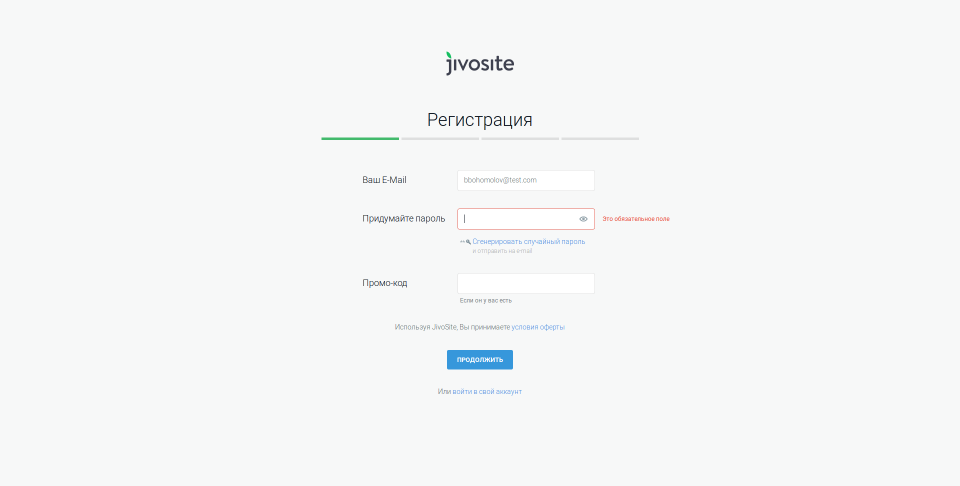 jivosite
Регистрация
Ваш E-Mail
bbohomolov@test.com
Придумайте пароль
Это обязательное поле
Сгенерировать случайный пароль
и отправить на email
Промо-код
Если он у вас есть
Используя JivoSite, Вы принимаете условия оферты
ПРОДОЛЖИТЬ
Или войти в свой аккаунт